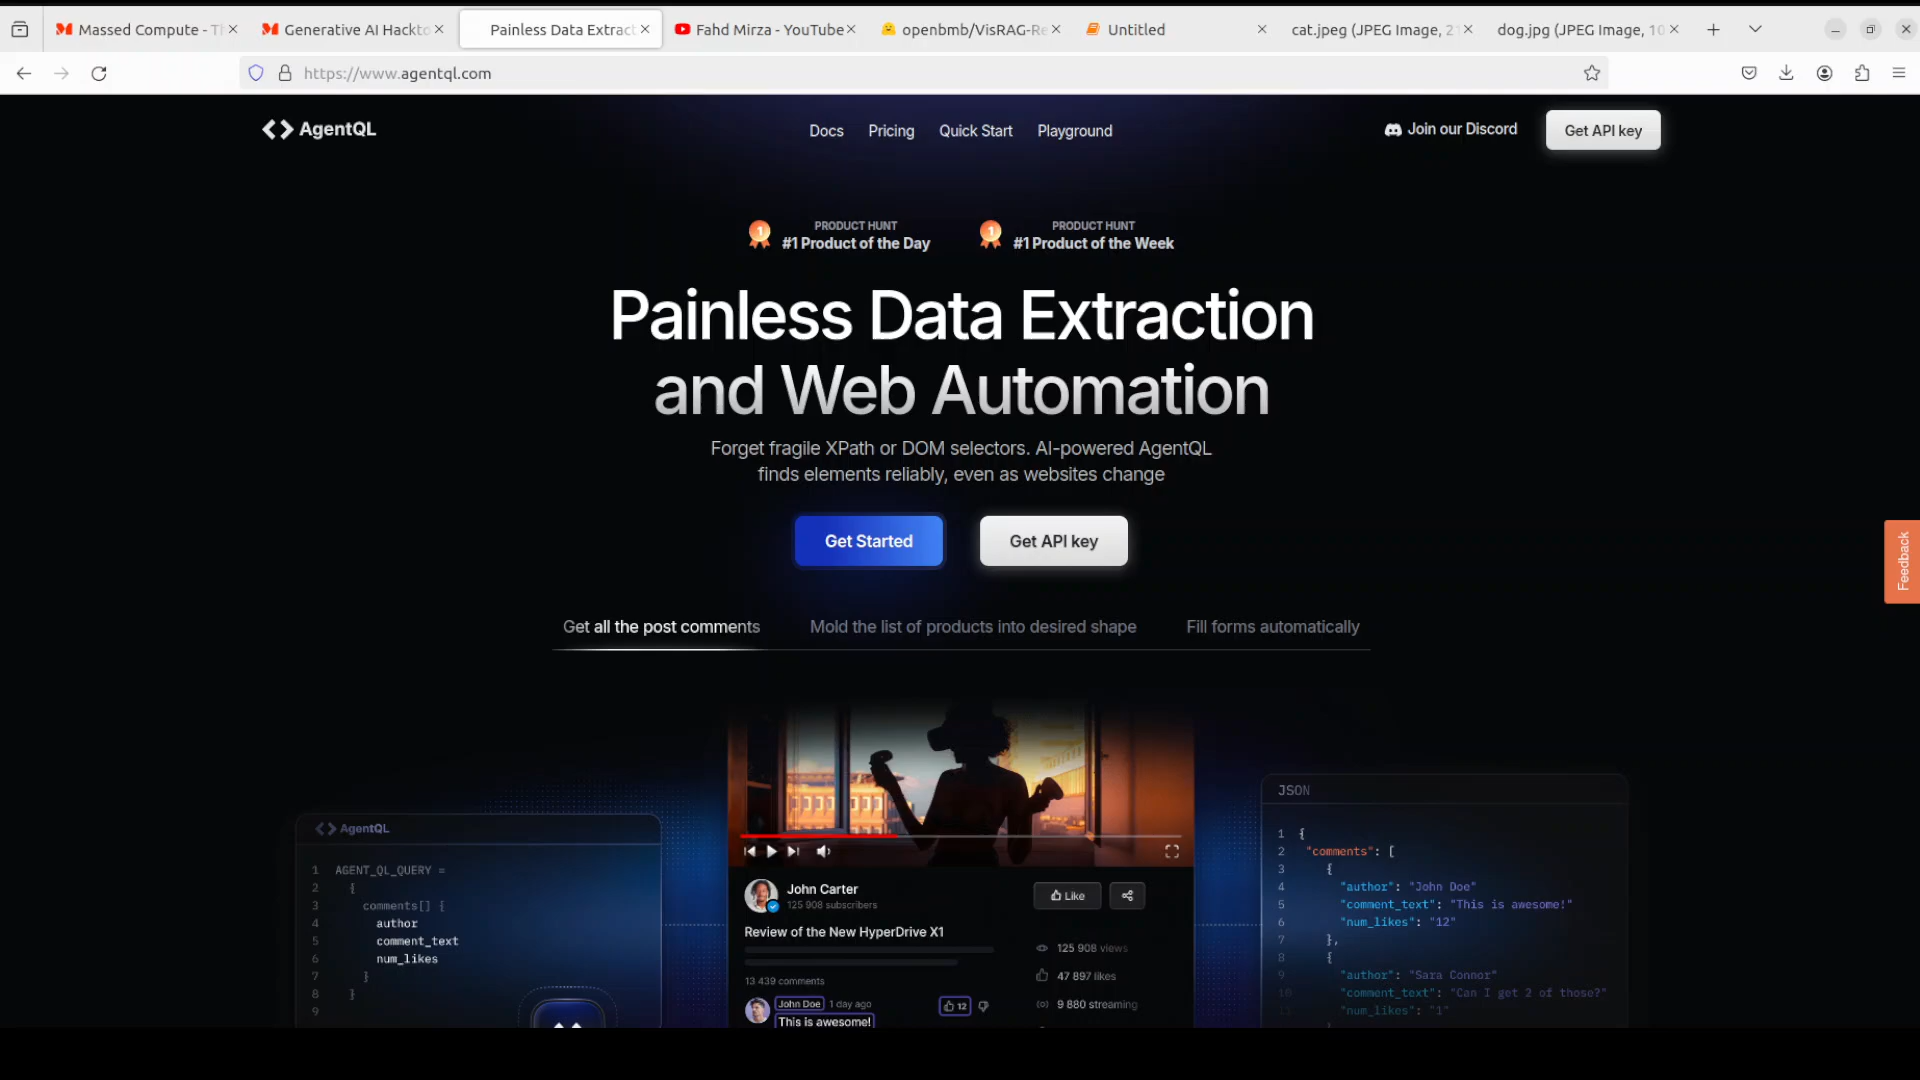 Massed Compute - Th
Generative AI Hackto
Painless Data Extract
Fahd Mirza - YouTube
openbmb/VisRAG-Re
Untitled
cat.jpeg (JPEG Image, 21
dog.jpg (JPEG Image, 10
https://www.agentql.com
AgentQL
Docs
Pricing
Quick Start
Playground
Join our Discord
Get API key
PRODUCT HUNT
#1 Product of the Day
PRODUCT HUNT
#1 Product of the Week
Painless Data Extraction
and Web Automation
Forget fragile XPath or DOM selectors. AI-powered AgentQL
finds elements reliably, even as websites change
Get Started
Get API key
Feedback
Get all the post comments
Mold the list of products into desired shape
Fill forms automatically
AgentQL
1 AGENT_QL_QUERY =
2 {
3 comments[] {
4 author
5 comment_text
6 num_likes
7 }
8 }
9
John Carter
125 908 subscribers
Like
Review of the New HyperDrive X1
125 908 views
13 439 comments
47 897 likes
John Doe 1 day ago
12
9 880 streaming
This is awesome!
JSON
1 {
2 "comments": [
3 {
4 "author": "John Doe"
5 "comment_text": "This is awesome!"
6 "num_likes": "12"
7 },
8 {
9 "author": "Sara Connor"
10 "comment_text": "Can I get 2 of those?"
11 "num_likes": "1"